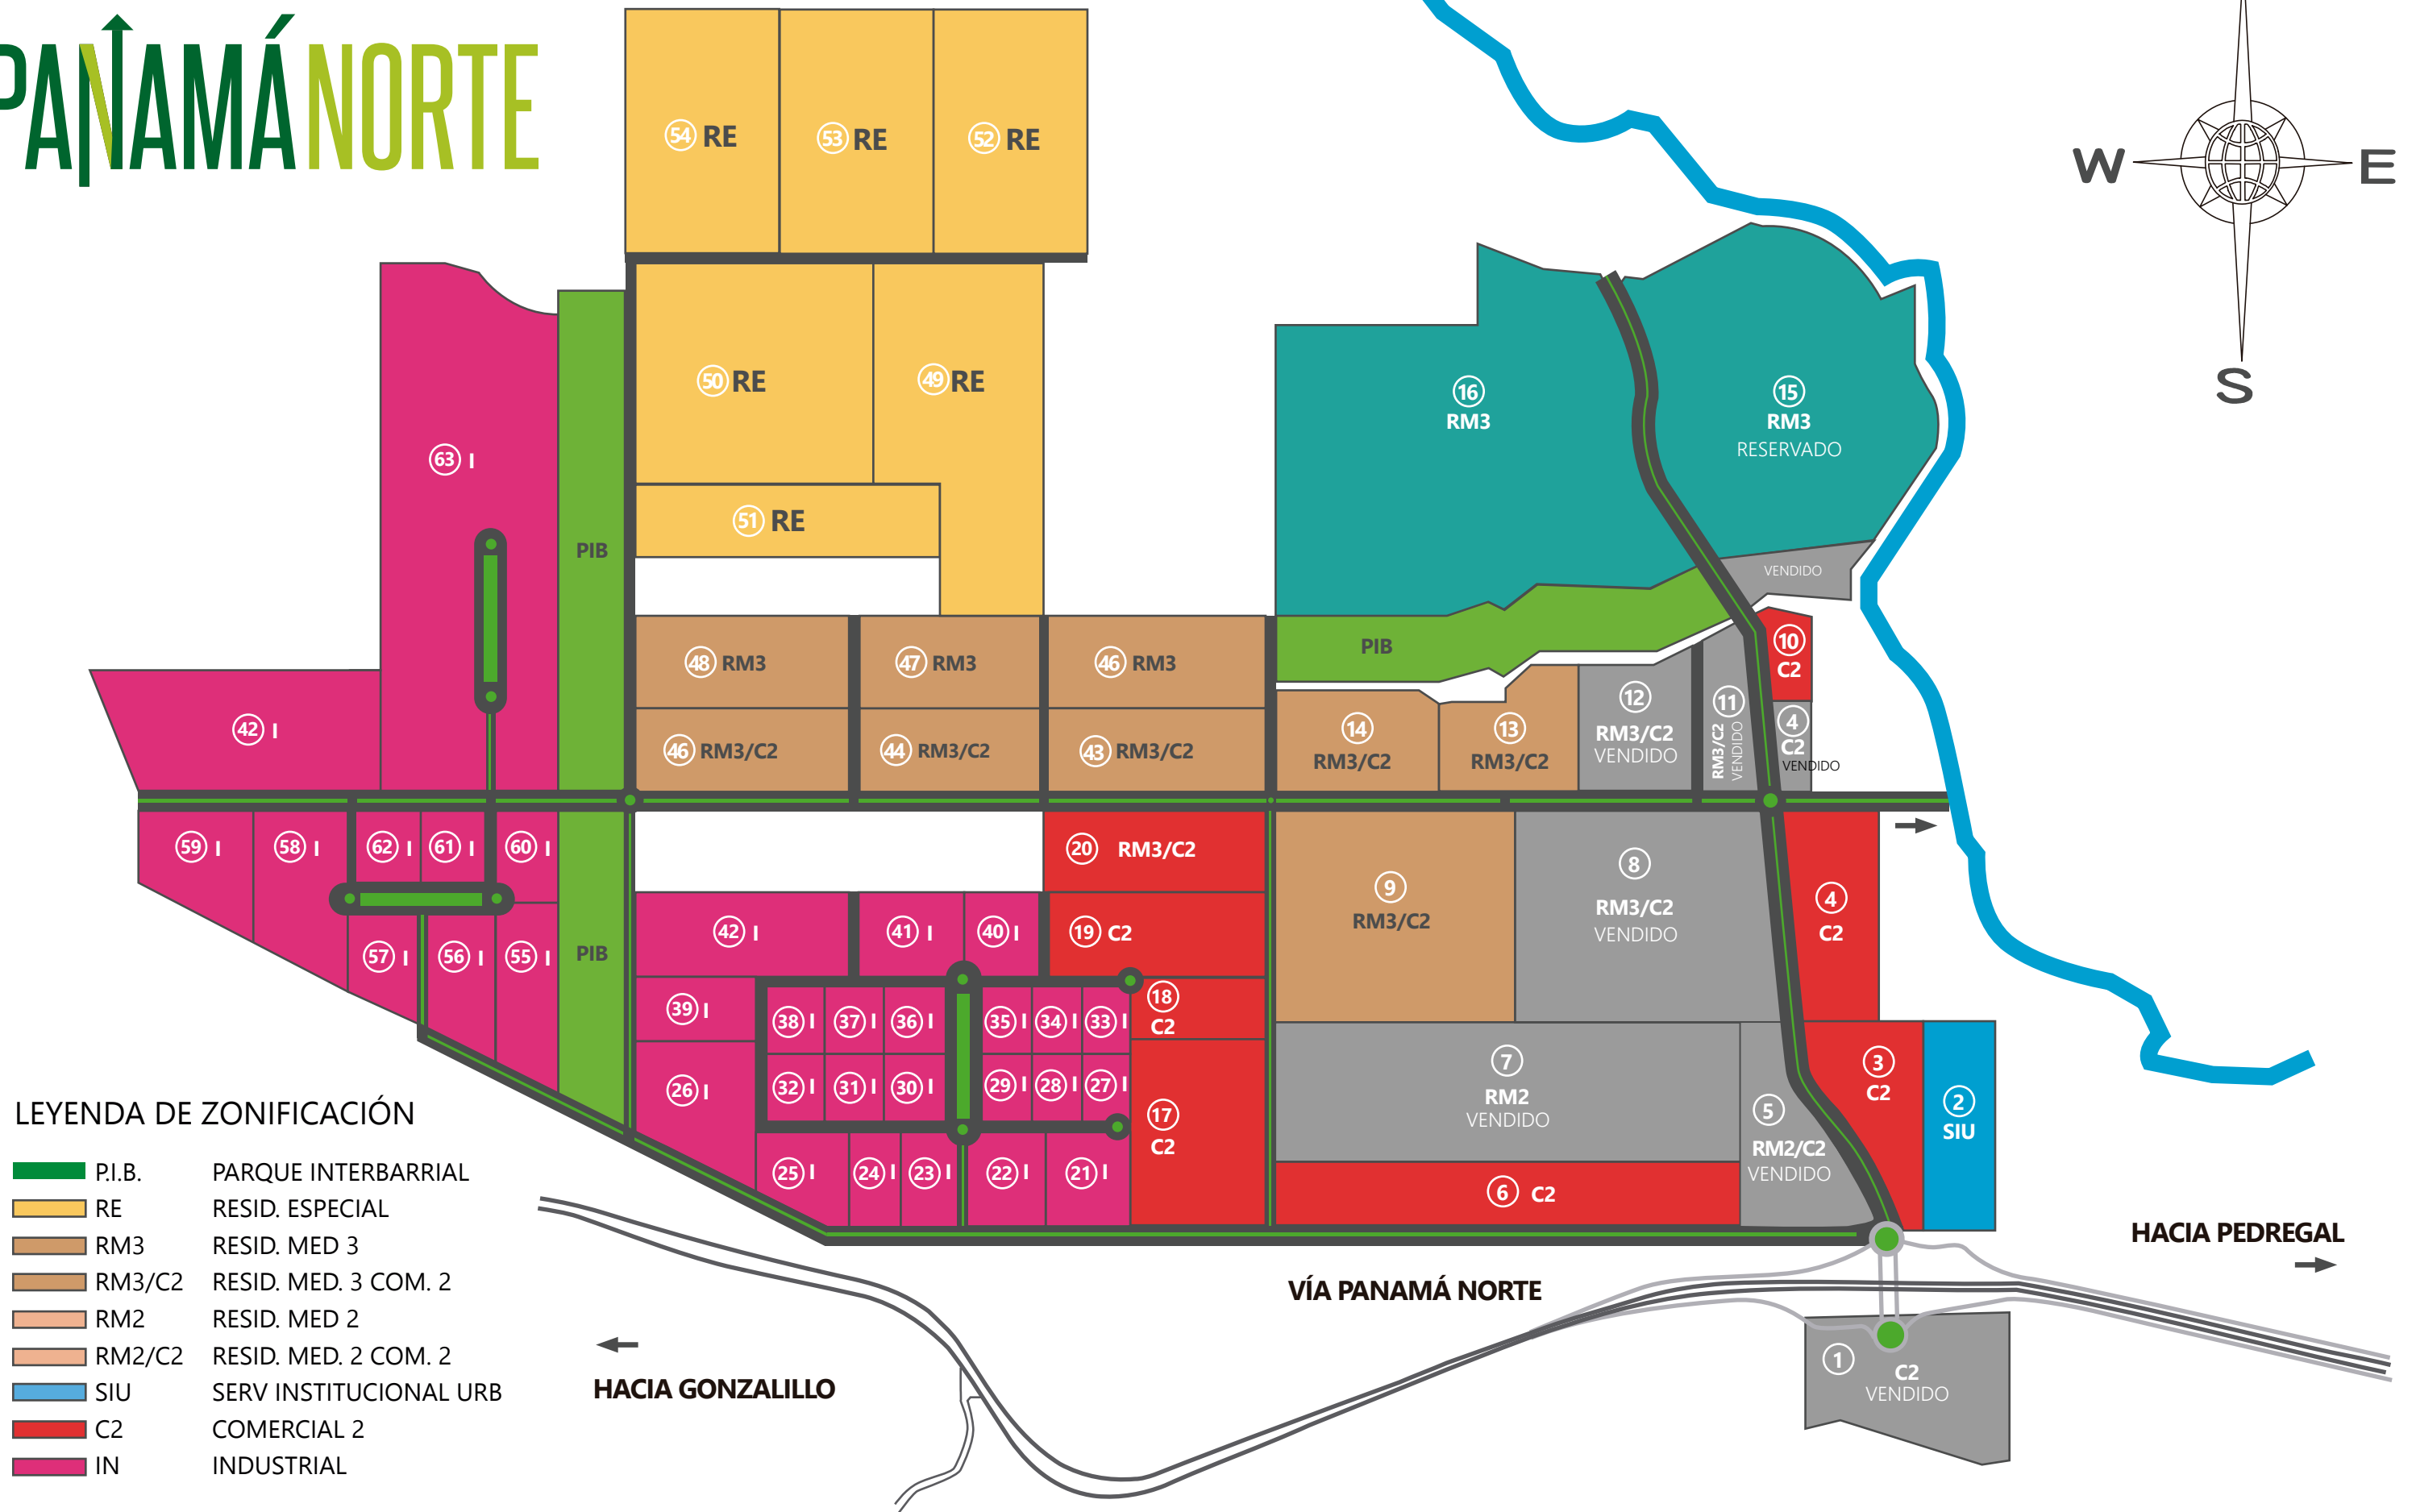 PANAMÁNORTE
W E
S
54 RE
53 RE
52 RE
50 RE
49 RE
51 RE
63 I
PIB
16
RM3
15
RM3
RESERVADO
VENDIDO
PIB
10
C2
48 RM3
47 RM3
46 RM3
42 I
46 RM3/C2
44 RM3/C2
43 RM3/C2
14
RM3/C2
13
RM3/C2
12
RM3/C2
VENDIDO
11
RM3/C2
VENDIDO
4
C2
VENDIDO
59 I
58 I
62 I
61 I
60 I
57 I
56 I
55 I
PIB
20 RM3/C2
42 I
41 I
40 I
19 C2
9
RM3/C2
8
RM3/C2
VENDIDO
4
C2
39 I
38 I
37 I
36 I
35 I
34 I
33 I
18
C2
26 I
32 I
31 I
30 I
29 I
28 I
27 I
17
C2
25 I
24 I
23 I
22 I
21 I
7
RM2
VENDIDO
5
RM2/C2
VENDIDO
3
C2
2
SIU
6 C2
LEYENDA DE ZONIFICACIÓN
P.I.B. PARQUE INTERBARRIAL
RE RESID. ESPECIAL
RM3 RESID. MED 3
RM3/C2 RESID. MED. 3 COM. 2
RM2 RESID. MED 2
RM2/C2 RESID. MED. 2 COM. 2
SIU SERV INSTITUCIONAL URB
C2 COMERCIAL 2
IN INDUSTRIAL
HACIA PEDREGAL
VÍA PANAMÁ NORTE
HACIA GONZALILLO
1
C2
VENDIDO